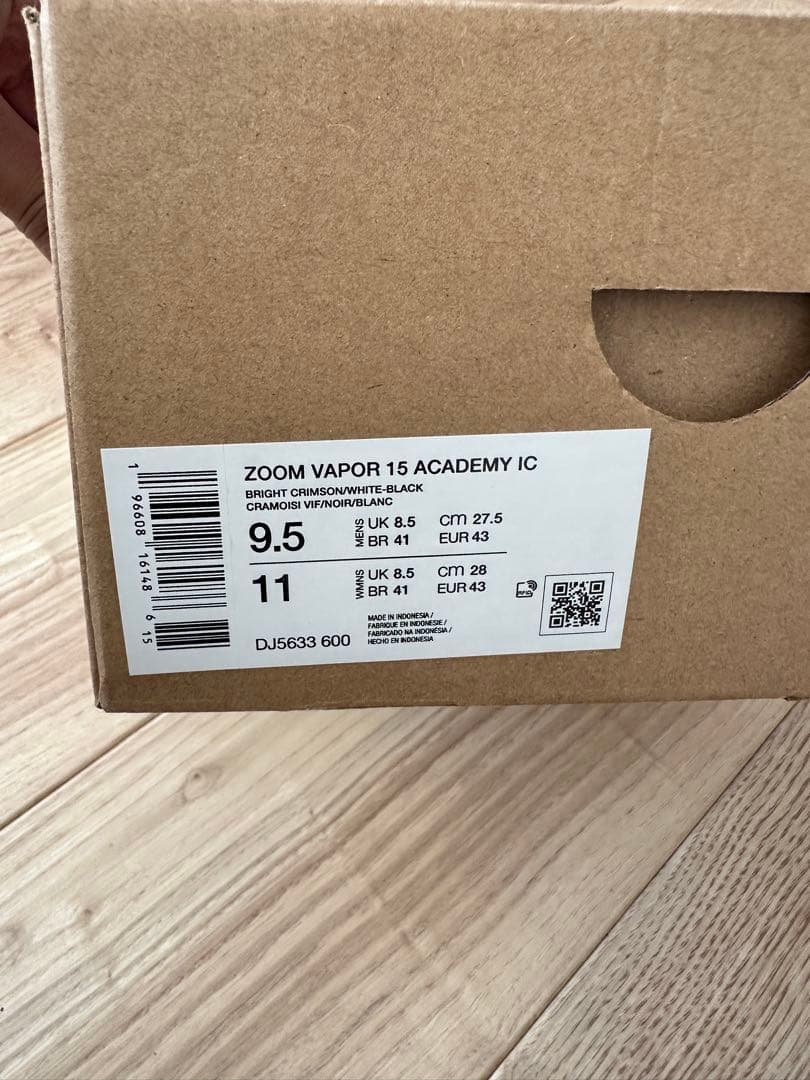 ZOOM VAPOR 15 ACADEMY IC
BRIGHT CRIMSON/WHITE-BLACK
CRAMOISI VIF/NOIR/BLANC
9.5 MENS UK 8.5 cm 27.5
BR 41 EUR 43
11 WMNS UK 8.5 cm 28
BR 41 EUR 43
DJ5633 600
MADE IN INDONESIA /
FABRIQUE EN INDONESIE /
FABRICADO NA INDONÉSIA /
HECHO EN INDONESIA
RFID
1 96608 16148 6 15